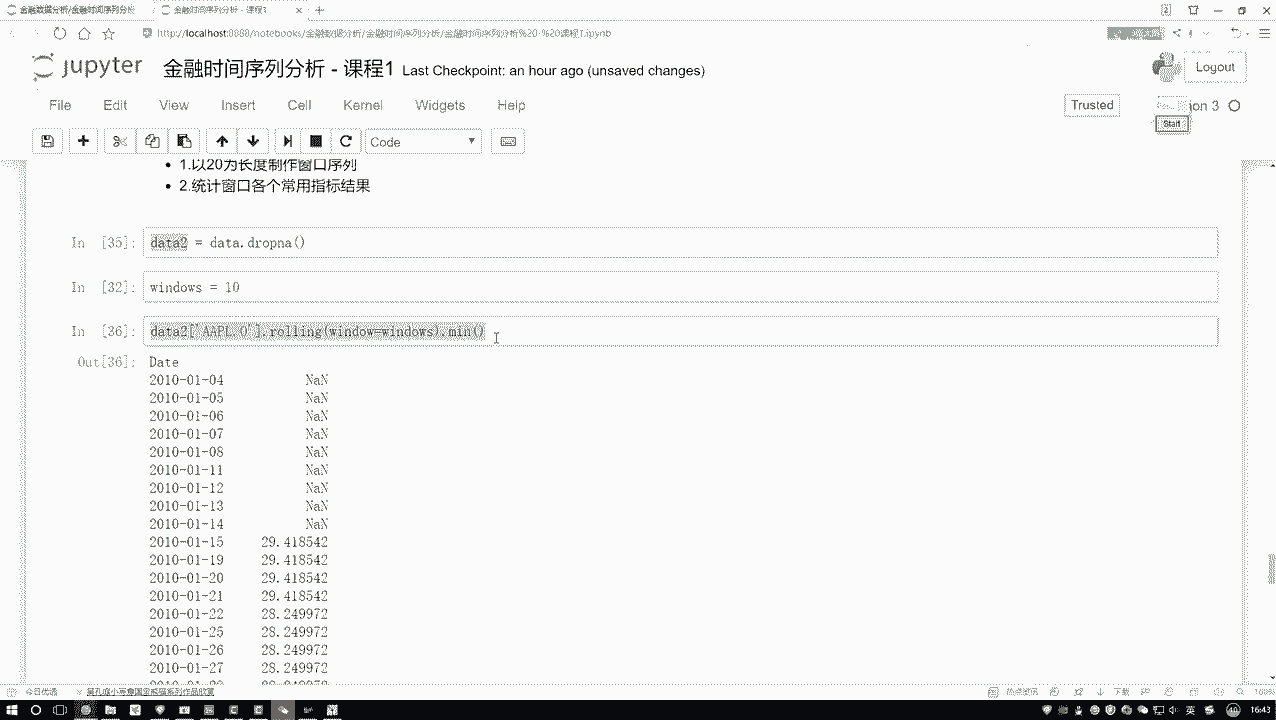 金融数据分析/金融时间序列分析
金融时间序列分析 - 课程1
http://localhost:8888/notebooks/金融数据分析/金融时间序列分析/金融时间序列分析%20-%20课程1.ipynb
jupyter 金融时间序列分析 - 课程1 Last Checkpoint: an hour ago (unsaved changes)
Logout
File Edit View Insert Cell Kernel Widgets Help
Trusted
on 3
Start
Code
1.以20为长度制作窗口序列
2.统计窗口各个常用指标结果
In [35]: data2 = data.dropna()
In [32]: windows = 10
In [36]: data2['AAPL.O'].rolling(window=windows).min()
Out[36]: Date
2010-01-04 NaN
2010-01-05 NaN
2010-01-06 NaN
2010-01-07 NaN
2010-01-08 NaN
2010-01-11 NaN
2010-01-12 NaN
2010-01-13 NaN
2010-01-14 NaN
2010-01-15 29.418542
2010-01-19 29.418542
2010-01-20 29.418542
2010-01-21 29.418542
2010-01-22 28.249972
2010-01-25 28.249972
2010-01-26 28.249972
2010-01-27 28.249972
今日优选
下载
100%
英
16:43